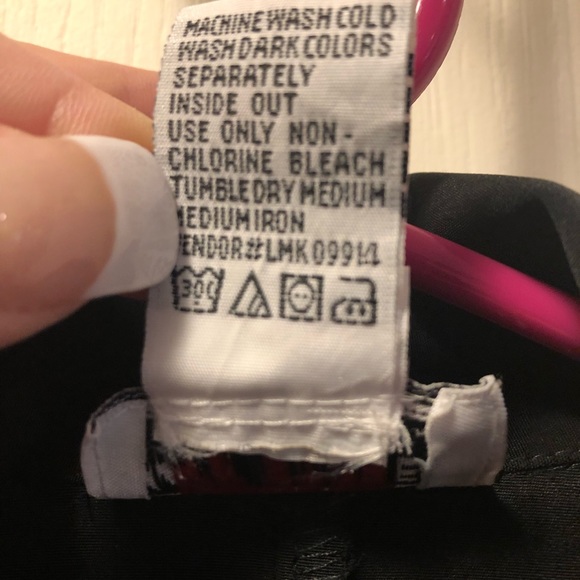 MACHINE WASH COLD
WASH DARK COLORS
SEPARATELY
INSIDE OUT
USE ONLY NON-
CHLORINE BLEACH
TUMBLE DRY MEDIUM
MEDIUM IRON
VENDOR#LMK09914
30C